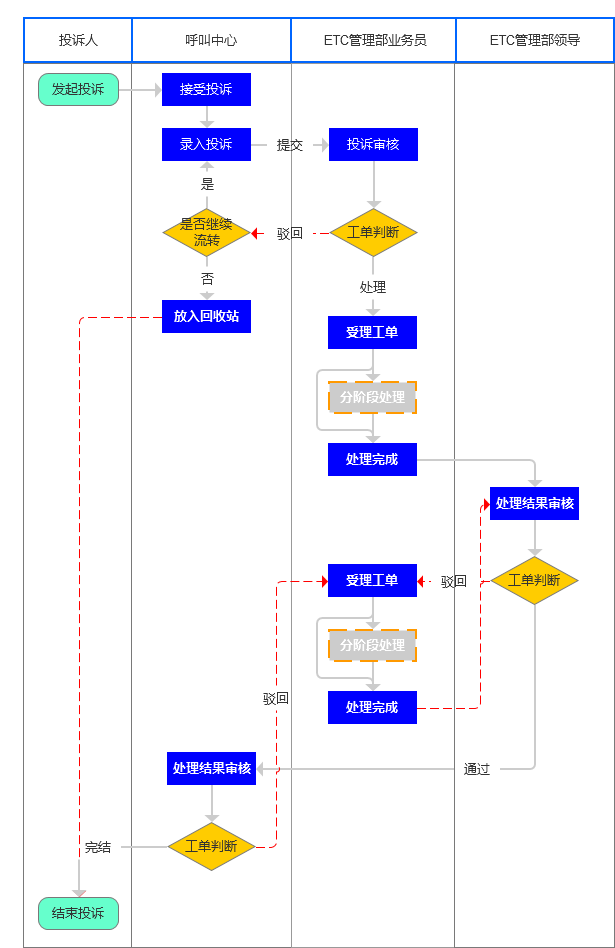 投诉人
呼叫中心
ETC管理部业务员
ETC管理部领导
发起投诉
接受投诉
录入投诉
提交
投诉审核
是
是否继续
流转
驳回
工单判断
否
处理
放入回收站
受理工单
分阶段处理
处理完成
处理结果审核
受理工单
驳回
工单判断
分阶段处理
驳回
处理完成
处理结果审核
通过
完结
工单判断
结束投诉